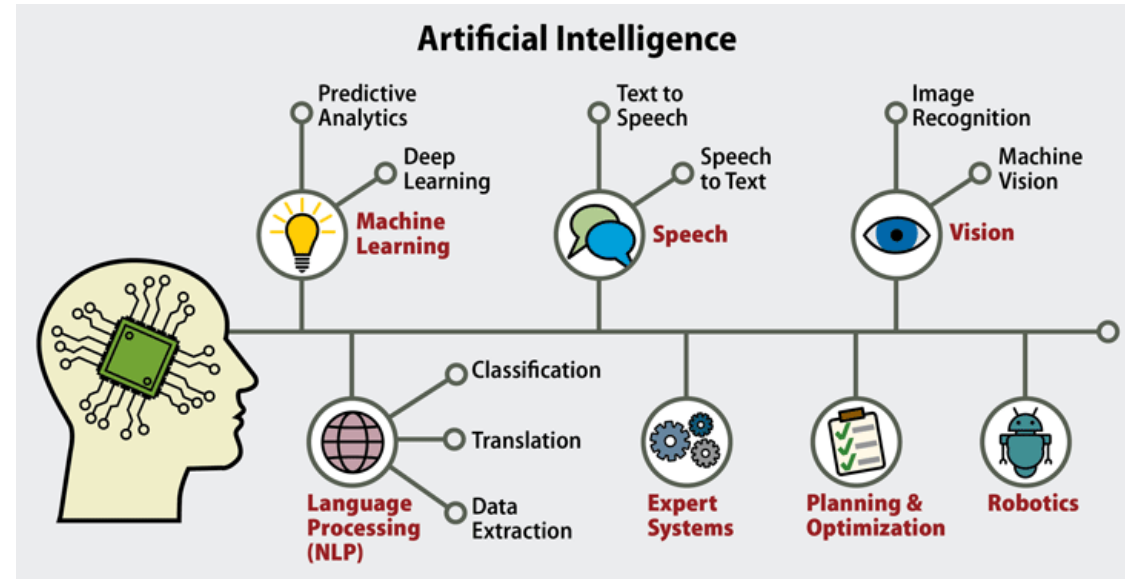 Artificial Intelligence
Predictive
Analytics
Deep
Learning
Machine
Learning
Text to
Speech
Speech
to Text
Speech
Image
Recognition
Machine
Vision
Vision
Classification
Translation
Data
Extraction
Language
Processing
(NLP)
Expert
Systems
Planning &
Optimization
Robotics